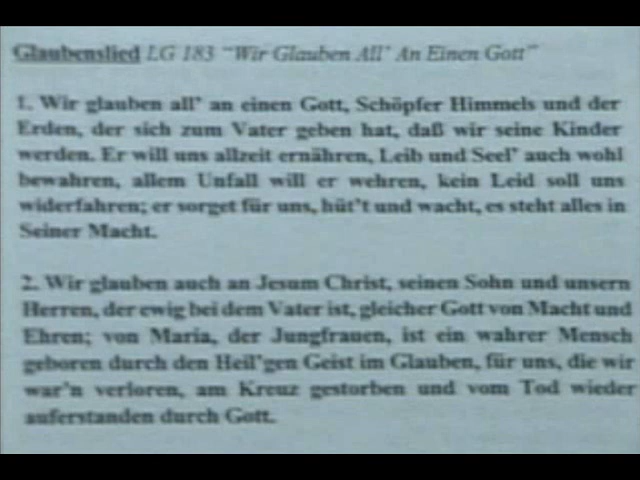 Glaubenslied LG 183 "Wir Glauben All' An Einen Gott"
1. Wir glauben all' an einen Gott, Schöpfer Himmels und der
Erden, der sich zum Vater geben hat, daß wir seine Kinder
werden. Er will uns allzeit ernähren, Leib und Seel' auch wohl
bewahren, allem Unfall will er wehren, kein Leid soll uns
widerfahren; er sorget für uns, hüt't und wacht, es steht alles in
Seiner Macht.
2. Wir glauben auch an Jesum Christ, seinen Sohn und unsern
Herren, der ewig bei dem Vater ist, gleicher Gott von Macht und
Ehren; von Maria, der Jungfrauen, ist ein wahrer Mensch
geboren durch den Heil'gen Geist im Glauben, für uns, die wir
war'n verloren, am Kreuz gestorben und vom Tod wieder
auferstanden durch Gott.